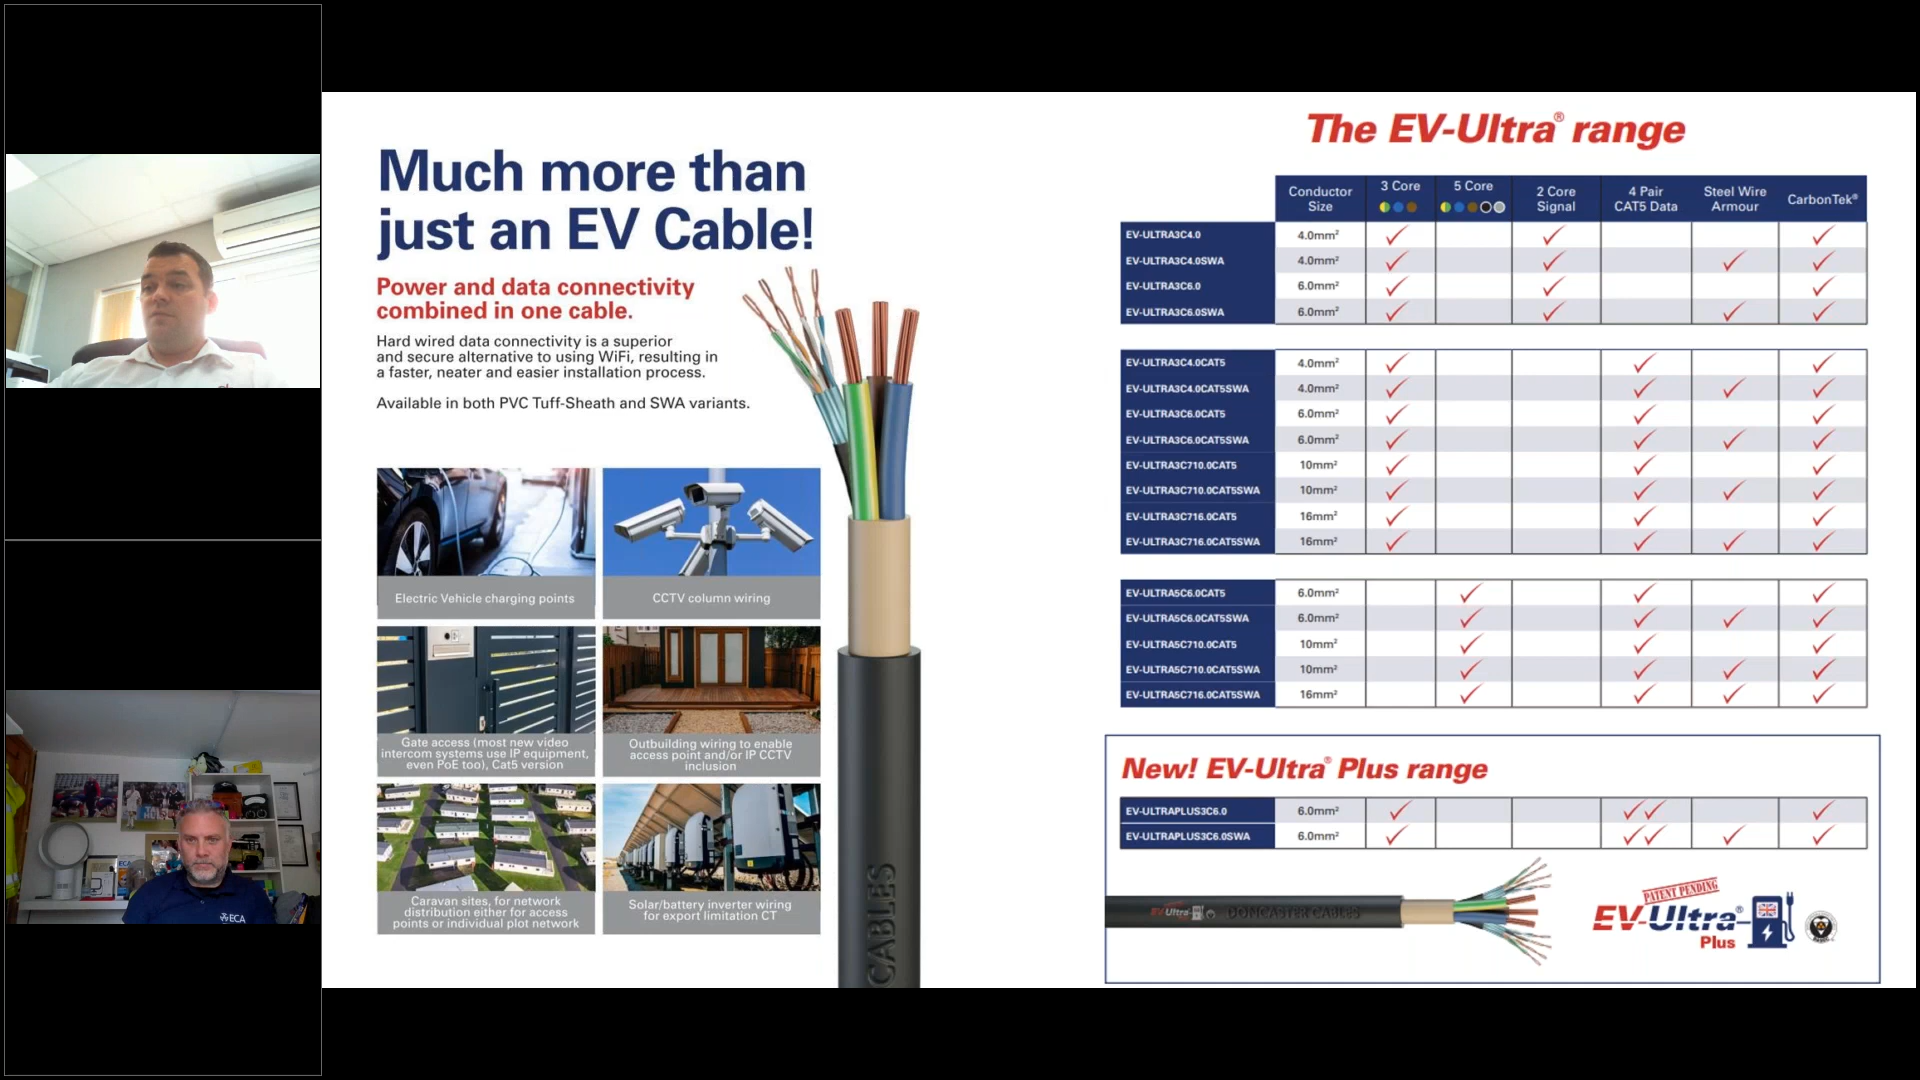 Much more than
just an EV Cable!
Power and data connectivity
combined in one cable.
Hard wired data connectivity is a superior
and secure alternative to using WiFi, resulting in
a faster, neater and easier installation process.
Available in both PVC Tuff-Sheath and SWA variants.
Electric Vehicle charging points
CCTV column wiring
Gate access (most new video
intercom systems use IP equipment,
even PoE too), Cat5 version
Outbuilding wiring to enable
access point and/or IP CCTV
inclusion
Caravan sites, for network
distribution either for access
points or individual plot network
Solar/battery inverter wiring
for export limitation CT
CABLES
The EV-Ultra® range
Conductor Size 3 Core 5 Core 2 Core Signal 4 Pair CAT5 Data Steel Wire Armour CarbonTek®
EV-ULTRA3C4.0 4.0mm² ✓ ✓ ✓
EV-ULTRA3C4.0SWA 4.0mm² ✓ ✓ ✓ ✓
EV-ULTRA3C6.0 6.0mm² ✓ ✓ ✓
EV-ULTRA3C6.0SWA 6.0mm² ✓ ✓ ✓ ✓
EV-ULTRA3C4.0CAT5 4.0mm² ✓ ✓ ✓
EV-ULTRA3C4.0CAT5SWA 4.0mm² ✓ ✓ ✓ ✓
EV-ULTRA3C6.0CAT5 6.0mm² ✓ ✓ ✓
EV-ULTRA3C6.0CAT5SWA 6.0mm² ✓ ✓ ✓ ✓
EV-ULTRA3C710.0CAT5 10mm² ✓ ✓ ✓
EV-ULTRA3C710.0CAT5SWA 10mm² ✓ ✓ ✓ ✓
EV-ULTRA3C716.0CAT5 16mm² ✓ ✓ ✓
EV-ULTRA3C716.0CAT5SWA 16mm² ✓ ✓ ✓ ✓
EV-ULTRA5C6.0CAT5 6.0mm² ✓ ✓ ✓
EV-ULTRA5C6.0CAT5SWA 6.0mm² ✓ ✓ ✓ ✓
EV-ULTRA5C710.0CAT5 10mm² ✓ ✓ ✓
EV-ULTRA5C710.0CAT5SWA 10mm² ✓ ✓ ✓ ✓
EV-ULTRA5C716.0CAT5SWA 16mm² ✓ ✓ ✓ ✓
New! EV-Ultra® Plus range
EV-ULTRAPLUS3C6.0 6.0mm² ✓ ✓✓ ✓
EV-ULTRAPLUS3C6.0SWA 6.0mm² ✓ ✓✓ ✓ ✓
EV-Ultra DONCASTER CABLES
PATENT PENDING
EV-Ultra®
Plus
ECA